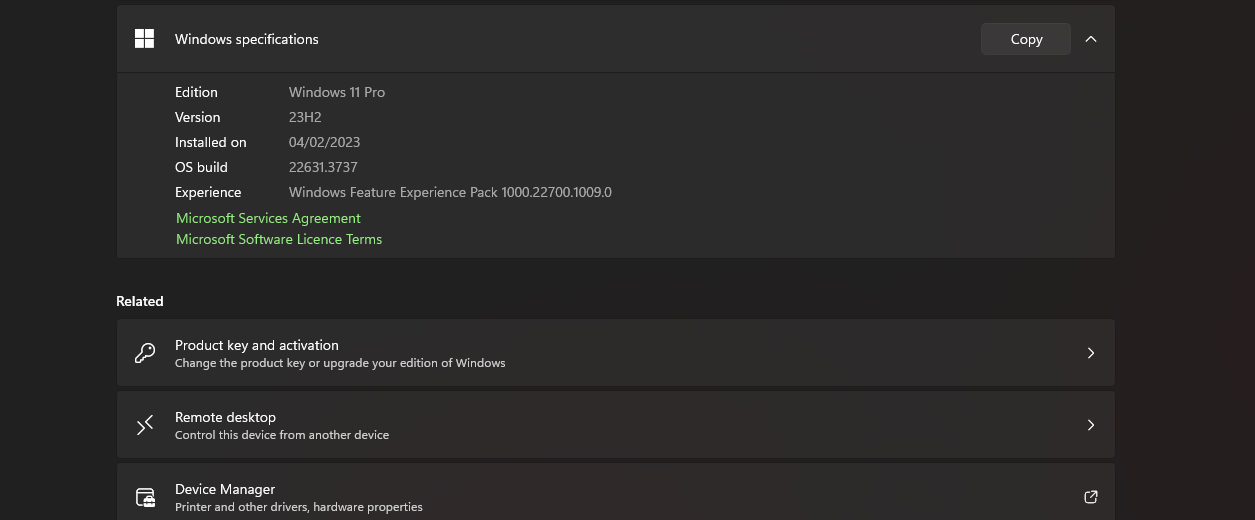 Windows specifications Copy
Edition Windows 11 Pro
Version 23H2
Installed on 04/02/2023
OS build 22631.3737
Experience Windows Feature Experience Pack 1000.22700.1009.0
Microsoft Services Agreement
Microsoft Software Licence Terms
Related
Product key and activation
Change the product key or upgrade your edition of Windows
Remote desktop
Control this device from another device
Device Manager
Printer and other drivers, hardware properties